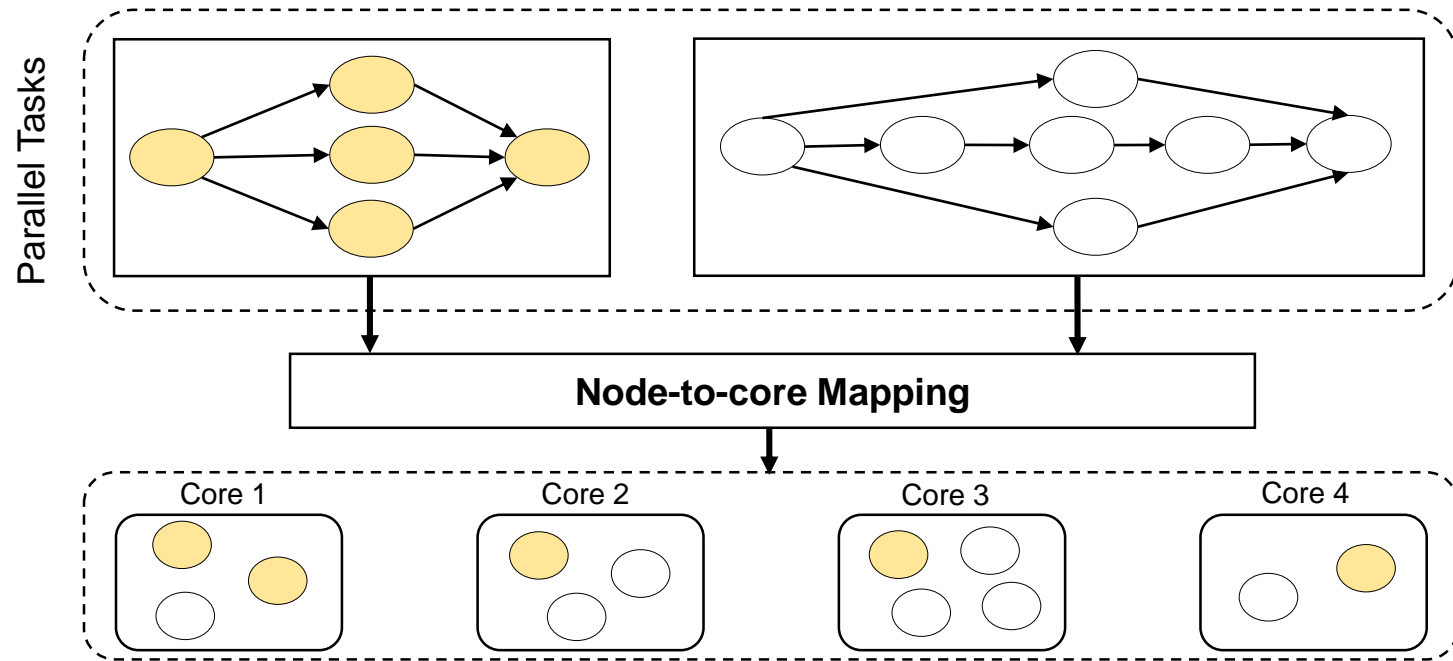 Parallel Tasks
Node-to-core Mapping
Core 1
Core 2
Core 3
Core 4